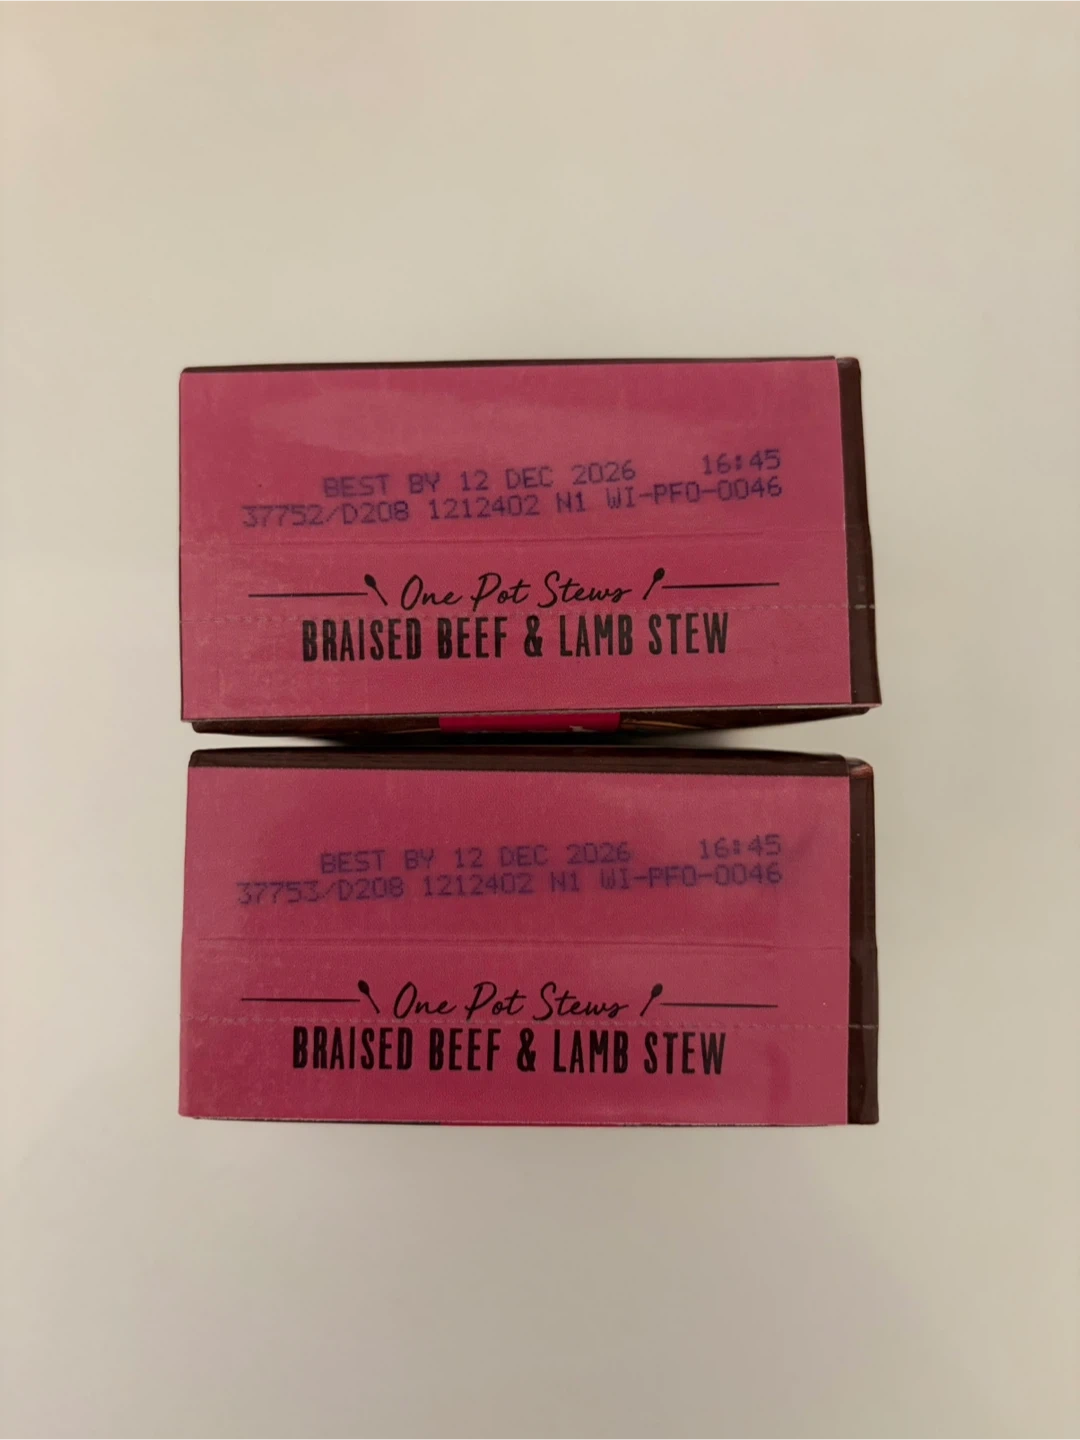 BEST BY 12 DEC 2026 16:45
37752/D208 1212402 N1 WI-PFO-0046
One Pot Stews
BRAISED BEEF & LAMB STEW
BEST BY 12 DEC 2026 16:45
37753/D208 1212402 N1 WI-PFO-0046
One Pot Stews
BRAISED BEEF & LAMB STEW